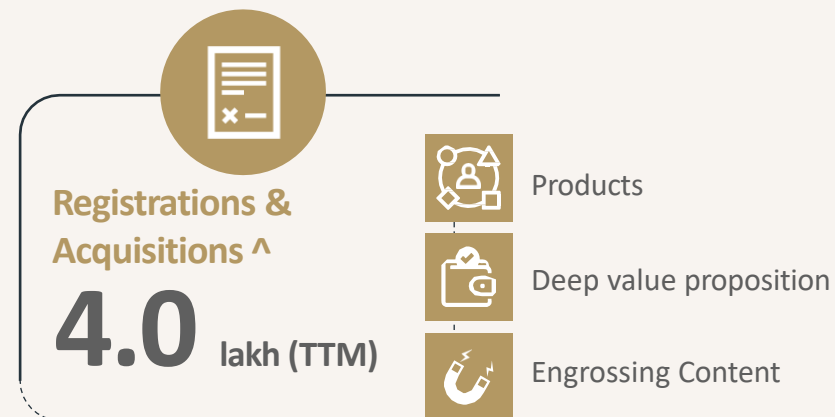 Registrations &
Acquisitions ^
4.0 lakh (TTM)
Products
Deep value proposition
Engrossing Content